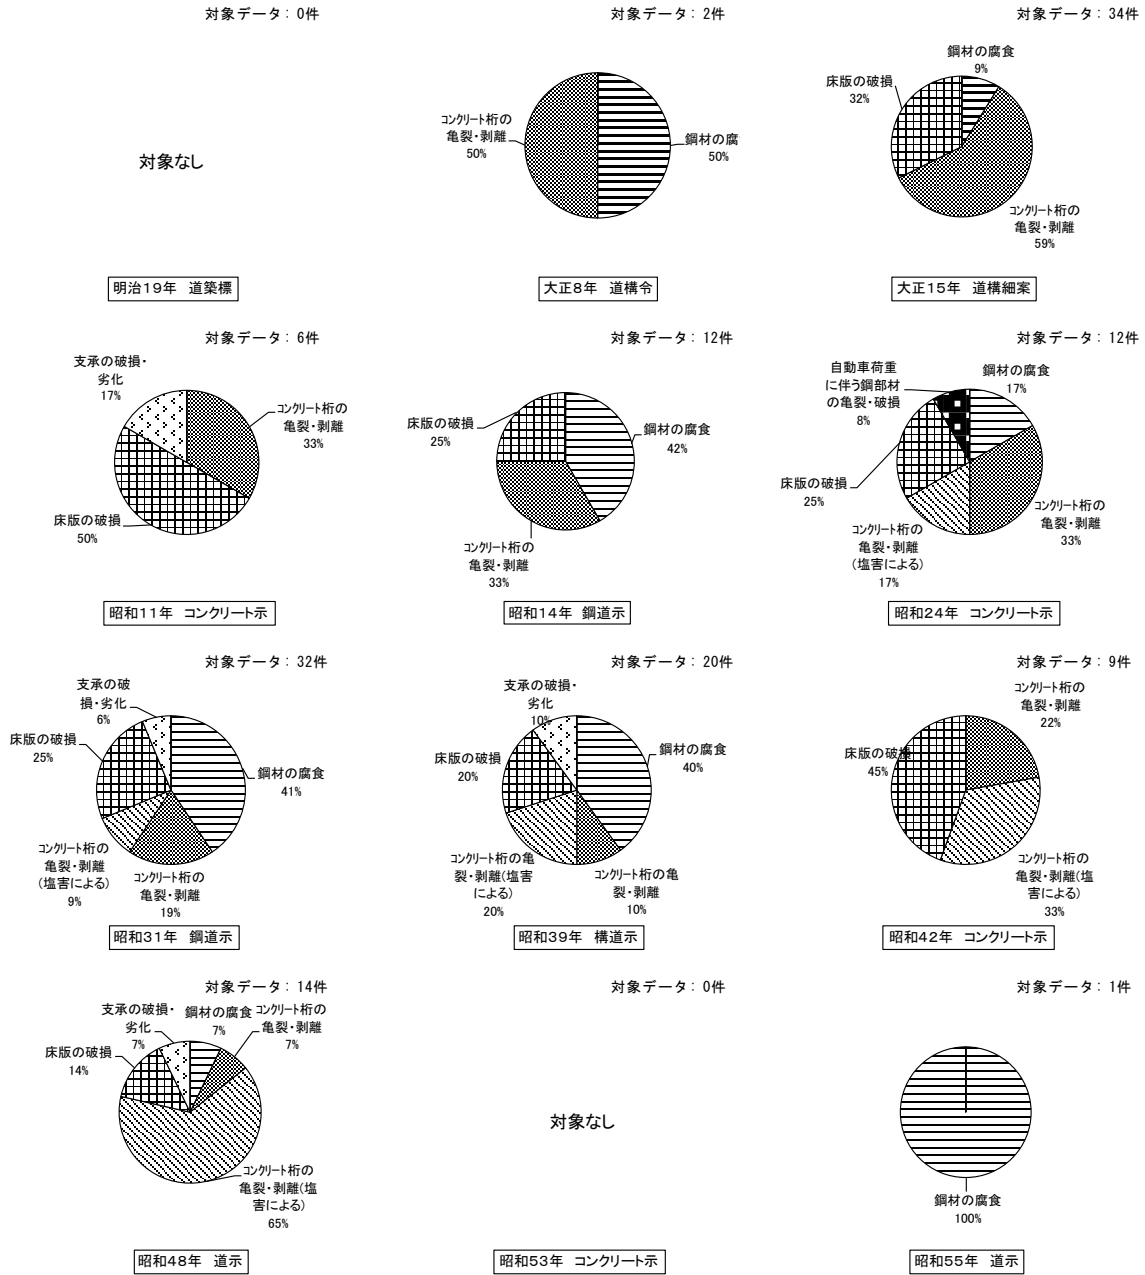 対象データ：0件
対象なし
明治19年　道築標
対象データ：2件
コンクリート桁の
亀裂・剥離
50%
鋼材の腐
50%
大正8年　道構令
対象データ：34件
鋼材の腐食
9%
床版の破損
32%
コンクリート桁の
亀裂・剥離
59%
大正15年　道構細案
対象データ：6件
支承の破損・
劣化
17%
コンクリート桁の
亀裂・剥離
33%
床版の破損
50%
昭和11年　コンクリート示
対象データ：12件
床版の破損
25%
鋼材の腐食
42%
コンクリート桁の
亀裂・剥離
33%
昭和14年　鋼道示
対象データ：12件
自動車荷重
に伴う鋼部材
の亀裂・破損
8%
鋼材の腐食
17%
床版の破損
25%
コンクリート桁の
亀裂・剥離
33%
コンクリート桁の
亀裂・剥離
(塩害による)
17%
昭和24年　コンクリート示
対象データ：32件
支承の破
損・劣化
6%
床版の破損
25%
鋼材の腐食
41%
コンクリート桁の
亀裂・剥離
(塩害による)
9%
コンクリート桁の
亀裂・剥離
19%
昭和31年　鋼道示
対象データ：20件
支承の破損・
劣化
10%
床版の破損
20%
鋼材の腐食
40%
コンクリート桁の亀
裂・剥離(塩害
による)
20%
コンクリート桁の亀
裂・剥離
10%
昭和39年　構道示
対象データ：9件
コンクリート桁の
亀裂・剥離
22%
床版の破損
45%
コンクリート桁の
亀裂・剥離(塩
害による)
33%
昭和42年　コンクリート示
対象データ：14件
支承の破損・
劣化
7%
鋼材の腐食
7%
コンクリート桁の
亀裂・剥離
7%
床版の破損
14%
コンクリート桁の
亀裂・剥離(塩
害による)
65%
昭和48年　道示
対象データ：0件
対象なし
昭和53年　コンクリート示
対象データ：1件
鋼材の腐食
100%
昭和55年　道示